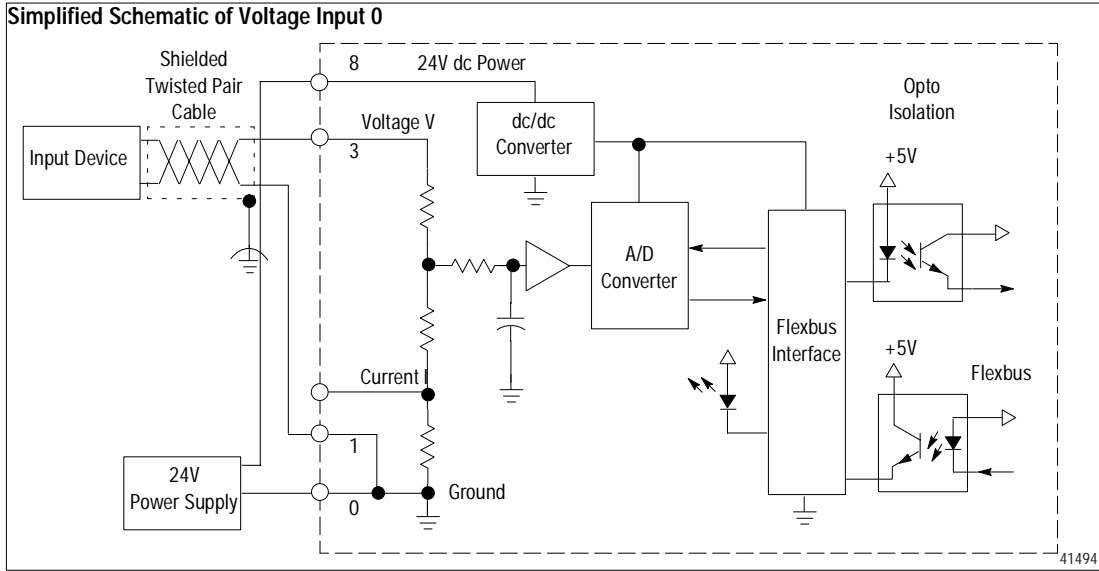 Simplified Schematic of Voltage Input 0
Shielded
Twisted Pair
Cable
8
24V dc Power
Opto
Isolation
Input Device
Voltage V
3
dc/dc
Converter
+5V
A/D
Converter
Flexbus
Interface
+5V
Flexbus
Current I
1
24V
Power Supply
0
Ground
41494